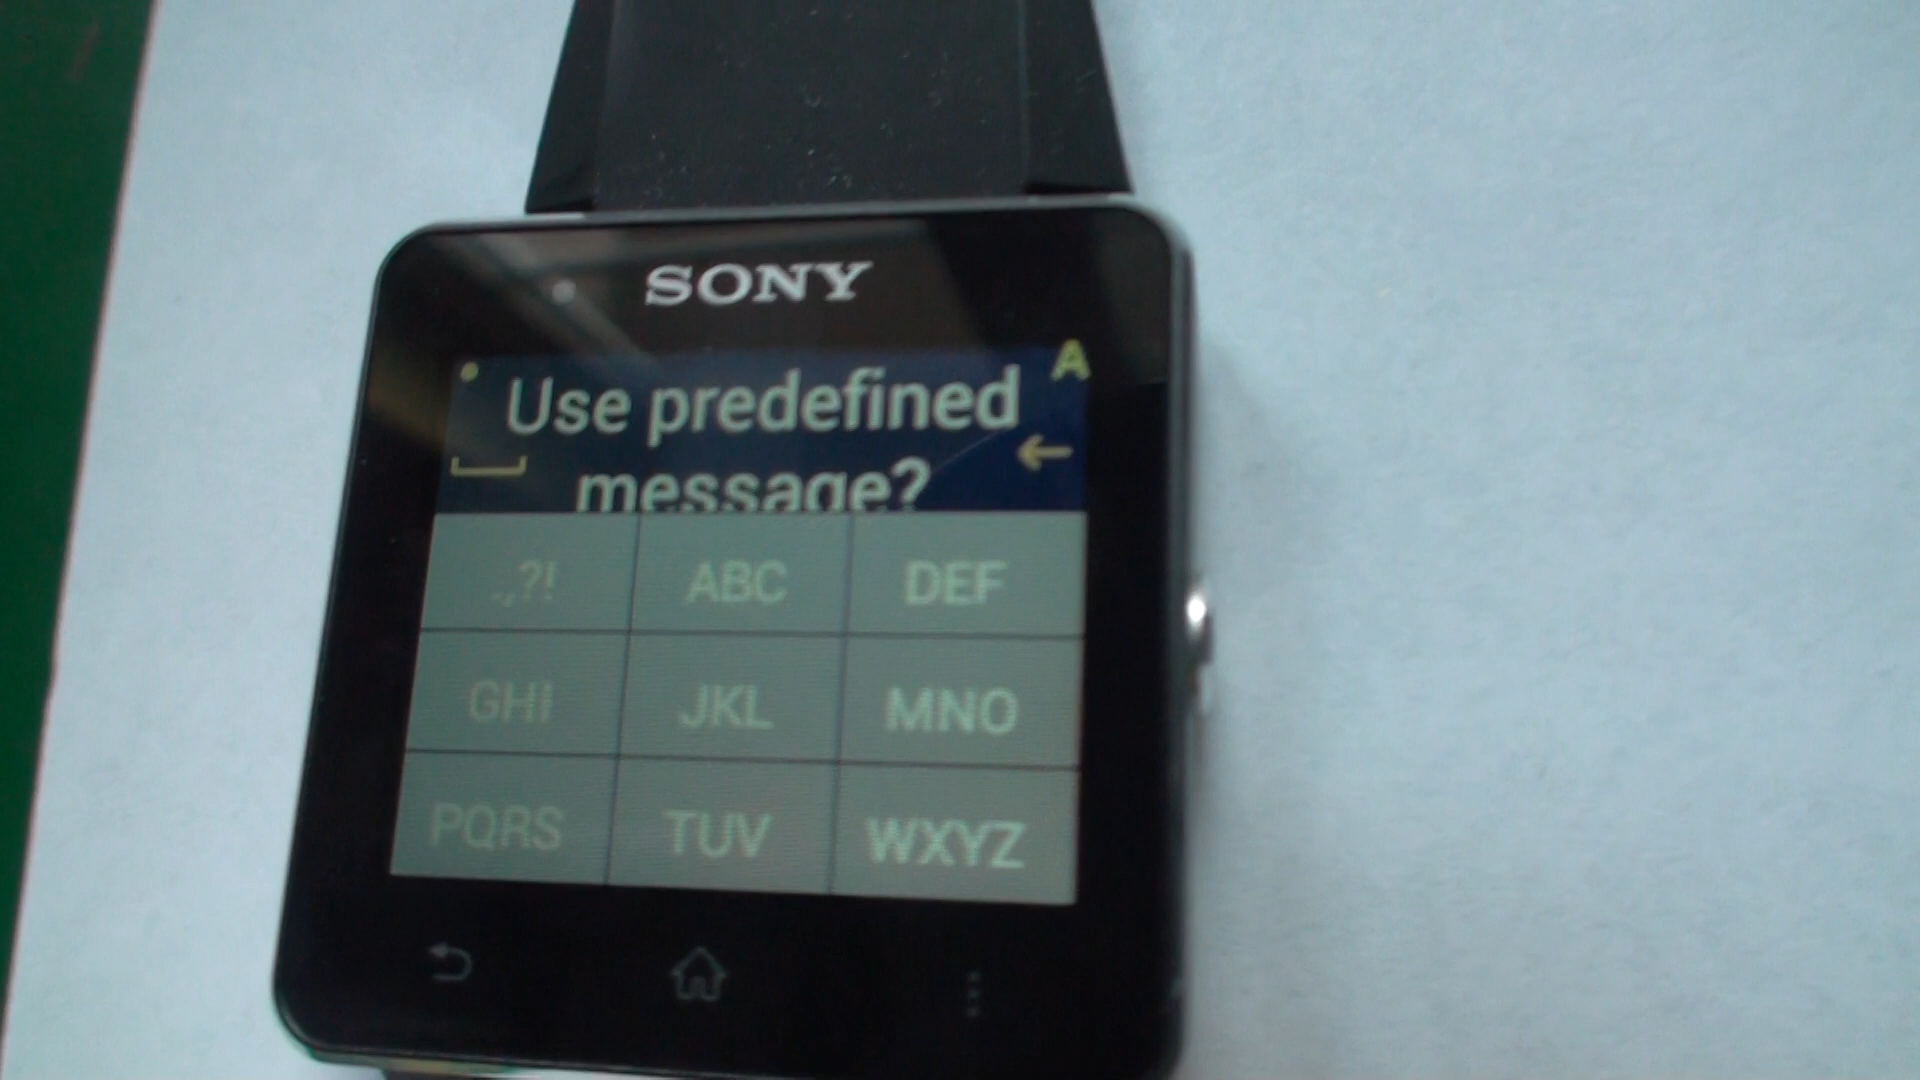 SONY
A
Use predefined
message?
.,?! ABC DEF
GHI JKL MNO
PQRS TUV WXYZ